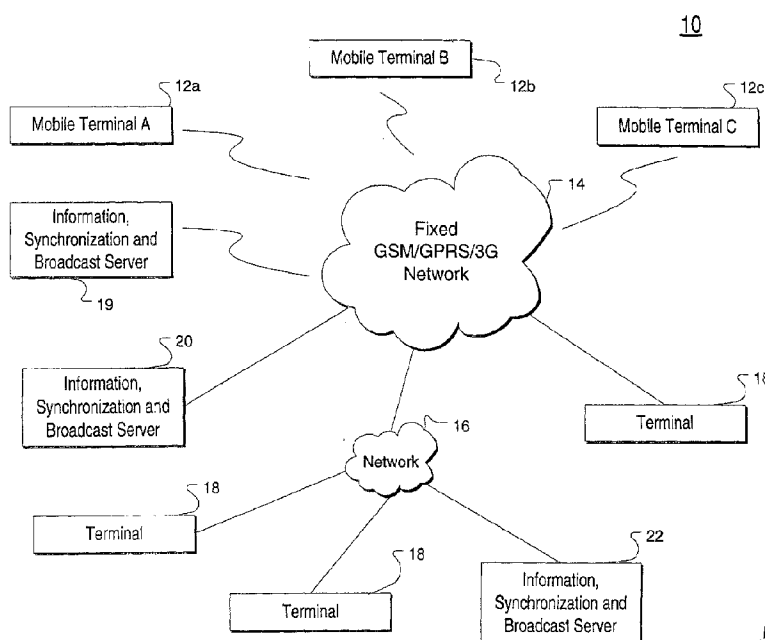 10
Mobile Terminal B
12b
12a
Mobile Terminal A
12c
Mobile Terminal C
14
Fixed
GSM/GPRS/3G
Network
Information,
Synchronization and
Broadcast Server
19
20
Information,
Synchronization and
Broadcast Server
18
Terminal
16
Network
18
Terminal
18
Terminal
22
Information,
Synchronization and
Broadcast Server